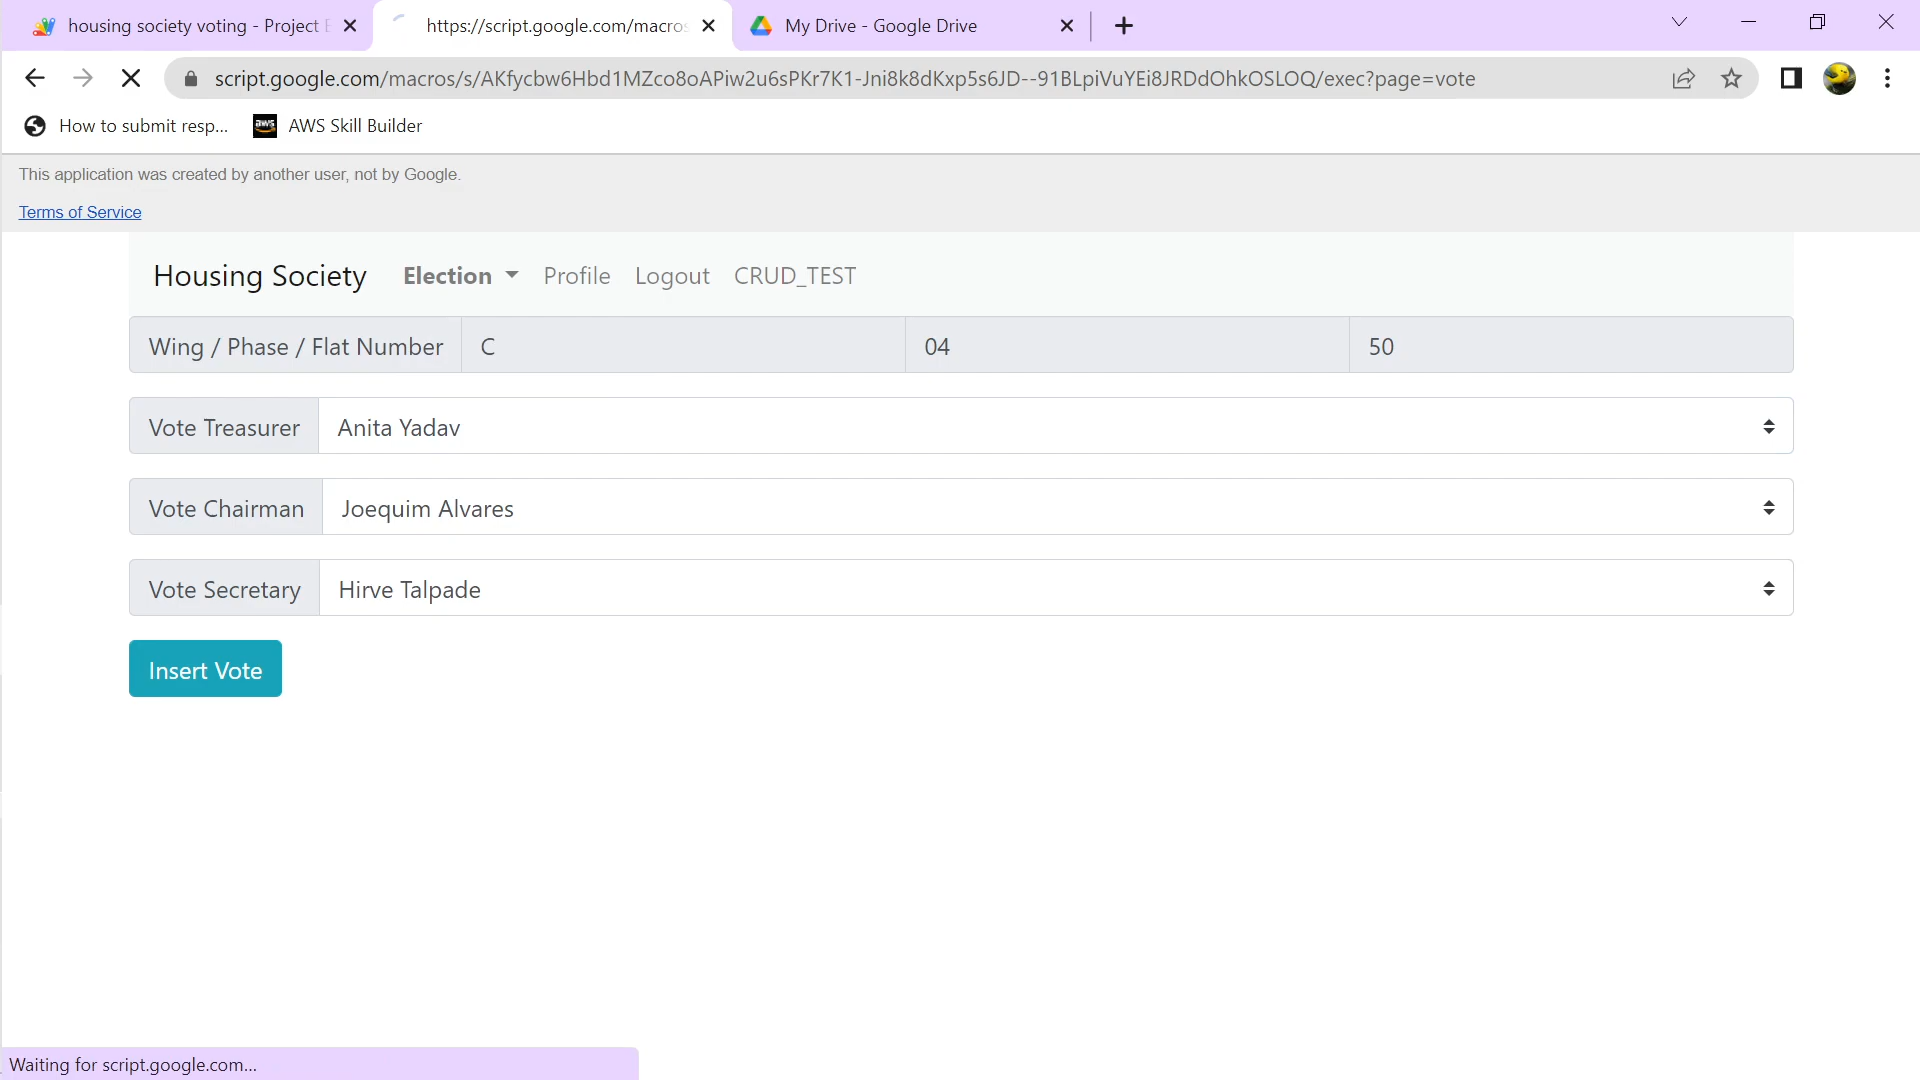 housing society voting - Project
https://script.google.com/macros
My Drive - Google Drive
script.google.com/macros/s/AKfycbw6Hbd1MZco8oAPiw2u6sPKr7K1-Jni8k8dKxp5s6JD--91BLpiVuYEi8JRDdOhkOSLOQ/exec?page=vote
How to submit resp...
aws
AWS Skill Builder
This application was created by another user, not by Google.
Terms of Service
Housing Society
Election
Profile
Logout
CRUD_TEST
Wing / Phase / Flat Number
C
04
50
Vote Treasurer
Anita Yadav
Vote Chairman
Joequim Alvares
Vote Secretary
Hirve Talpade
Insert Vote
Waiting for script.google.com...